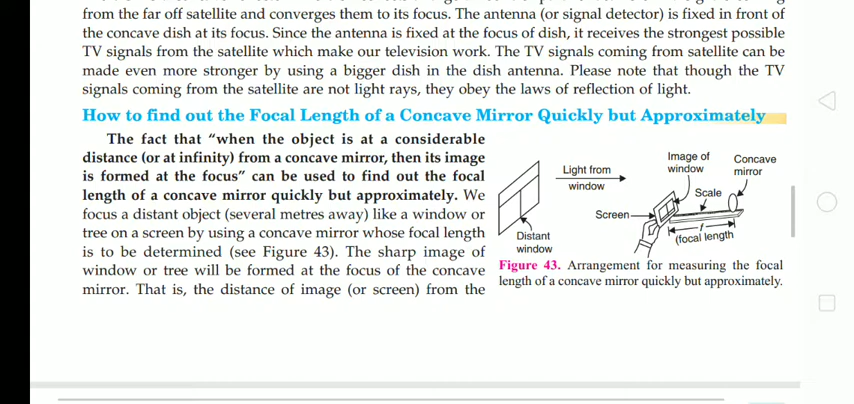 from the far off satellite and converges them to its focus. The antenna (or signal detector) is fixed in front of
the concave dish at its focus. Since the antenna is fixed at the focus of dish, it receives the strongest possible
TV signals from the satellite which make our television work. The TV signals coming from satellite can be
made even more stronger by using a bigger dish in the dish antenna. Please note that though the TV
signals coming from the satellite are not light rays, they obey the laws of reflection of light.
How to find out the Focal Length of a Concave Mirror Quickly but Approximately
The fact that “when the object is at a considerable
distance (or at infinity) from a concave mirror, then its image
is formed at the focus” can be used to find out the focal
length of a concave mirror quickly but approximately. We
focus a distant object (several metres away) like a window or
tree on a screen by using a concave mirror whose focal length
is to be determined (see Figure 43). The sharp image of
window or tree will be formed at the focus of the concave
mirror. That is, the distance of image (or screen) from the
Light from
window
Distant
window
Screen
Image of
window
Scale
Concave
mirror
f
(focal length
Figure 43. Arrangement for measuring the focal
length of a concave mirror quickly but approximately.